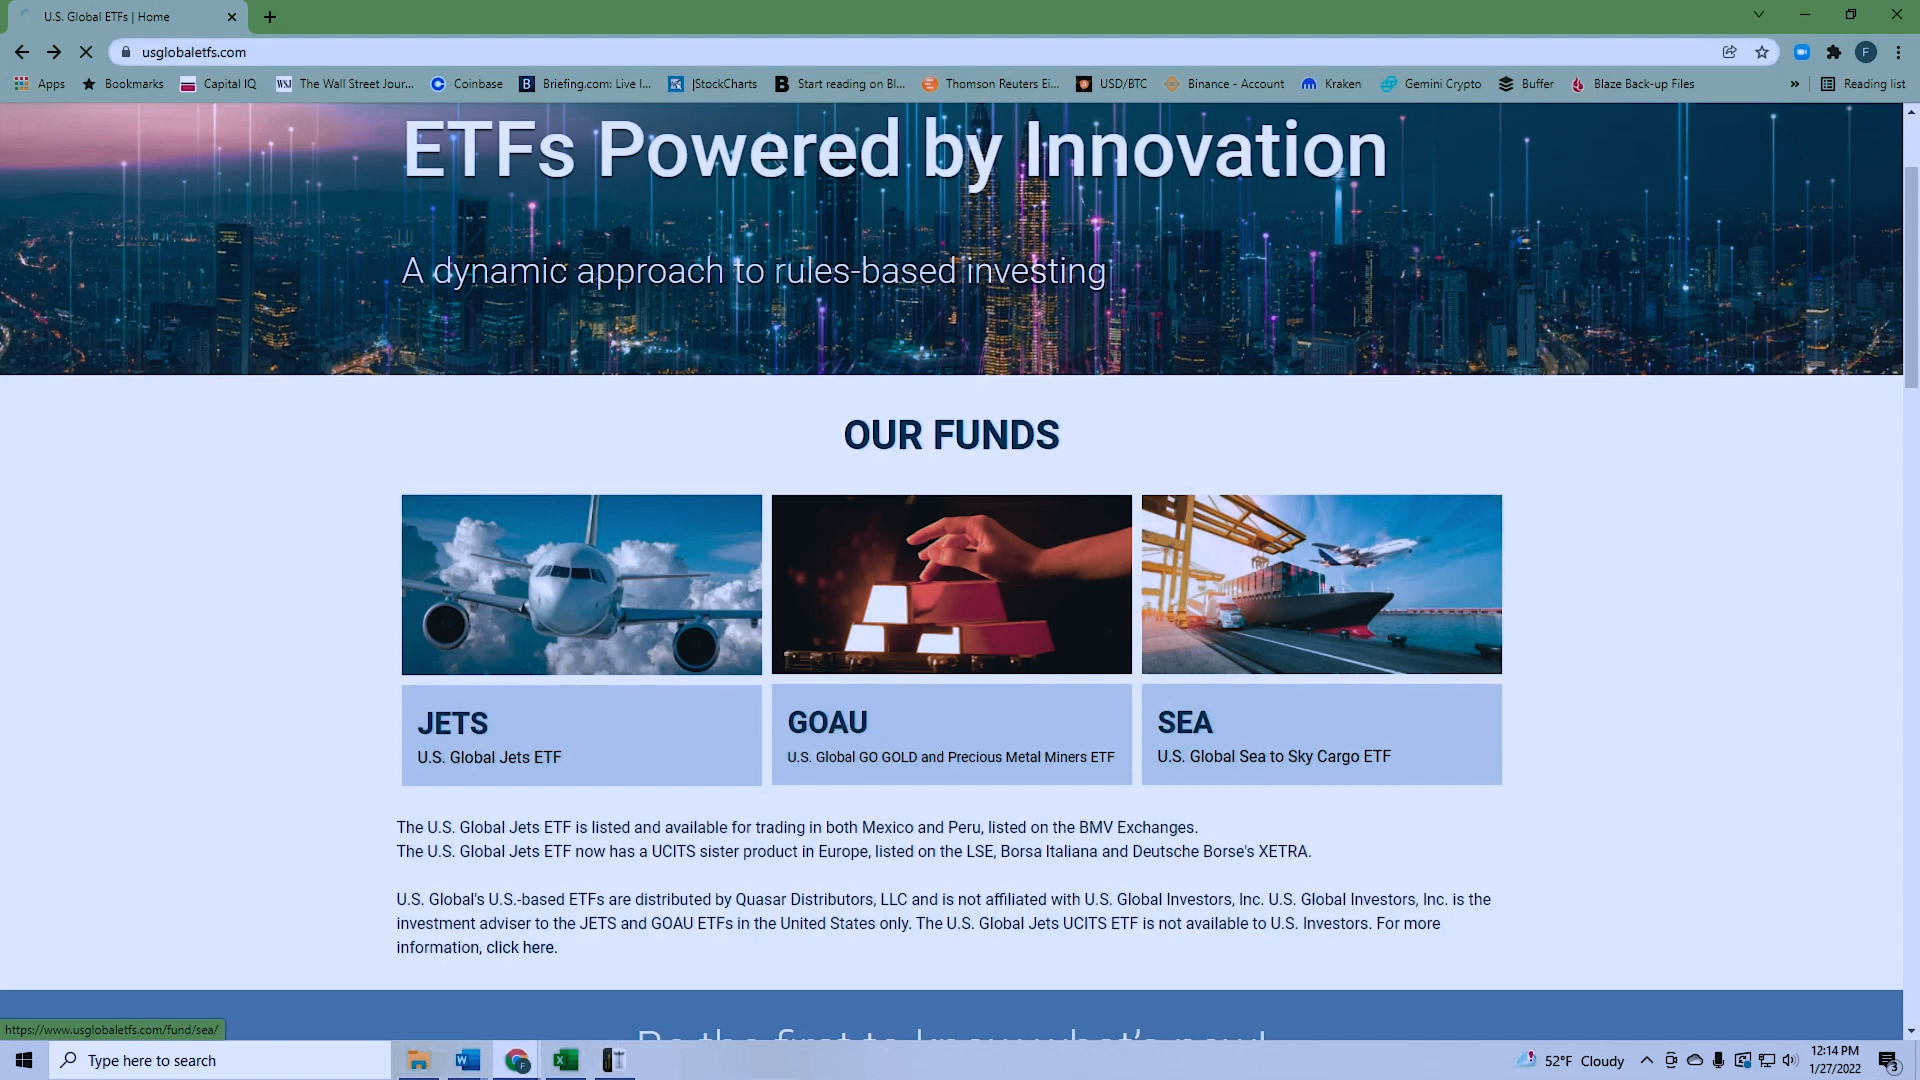 U.S. Global ETFs | Home
usglobaletfs.com
F
Apps Bookmarks Capital IQ WSJ The Wall Street Jour... Coinbase B Briefing.com: Live I... |StockCharts B Start reading on Bl... Thomson Reuters Ei... USD/BTC Binance - Account Kraken Gemini Crypto Buffer Blaze Back-up Files » Reading list
ETFs Powered by Innovation
A dynamic approach to rules-based investing
OUR FUNDS
JETS
U.S. Global Jets ETF
GOAU
U.S. Global GO GOLD and Precious Metal Miners ETF
SEA
U.S. Global Sea to Sky Cargo ETF
The U.S. Global Jets ETF is listed and available for trading in both Mexico and Peru, listed on the BMV Exchanges.
The U.S. Global Jets ETF now has a UCITS sister product in Europe, listed on the LSE, Borsa Italiana and Deutsche Borse's XETRA.
U.S. Global's U.S.-based ETFs are distributed by Quasar Distributors, LLC and is not affiliated with U.S. Global Investors, Inc. U.S. Global Investors, Inc. is the
investment adviser to the JETS and GOAU ETFs in the United States only. The U.S. Global Jets UCITS ETF is not available to U.S. Investors. For more
information, click here.
Be the first to know what's new!
https://www.usglobaletfs.com/fund/sea/
Type here to search
52°F Cloudy
12:14 PM
1/27/2022
3